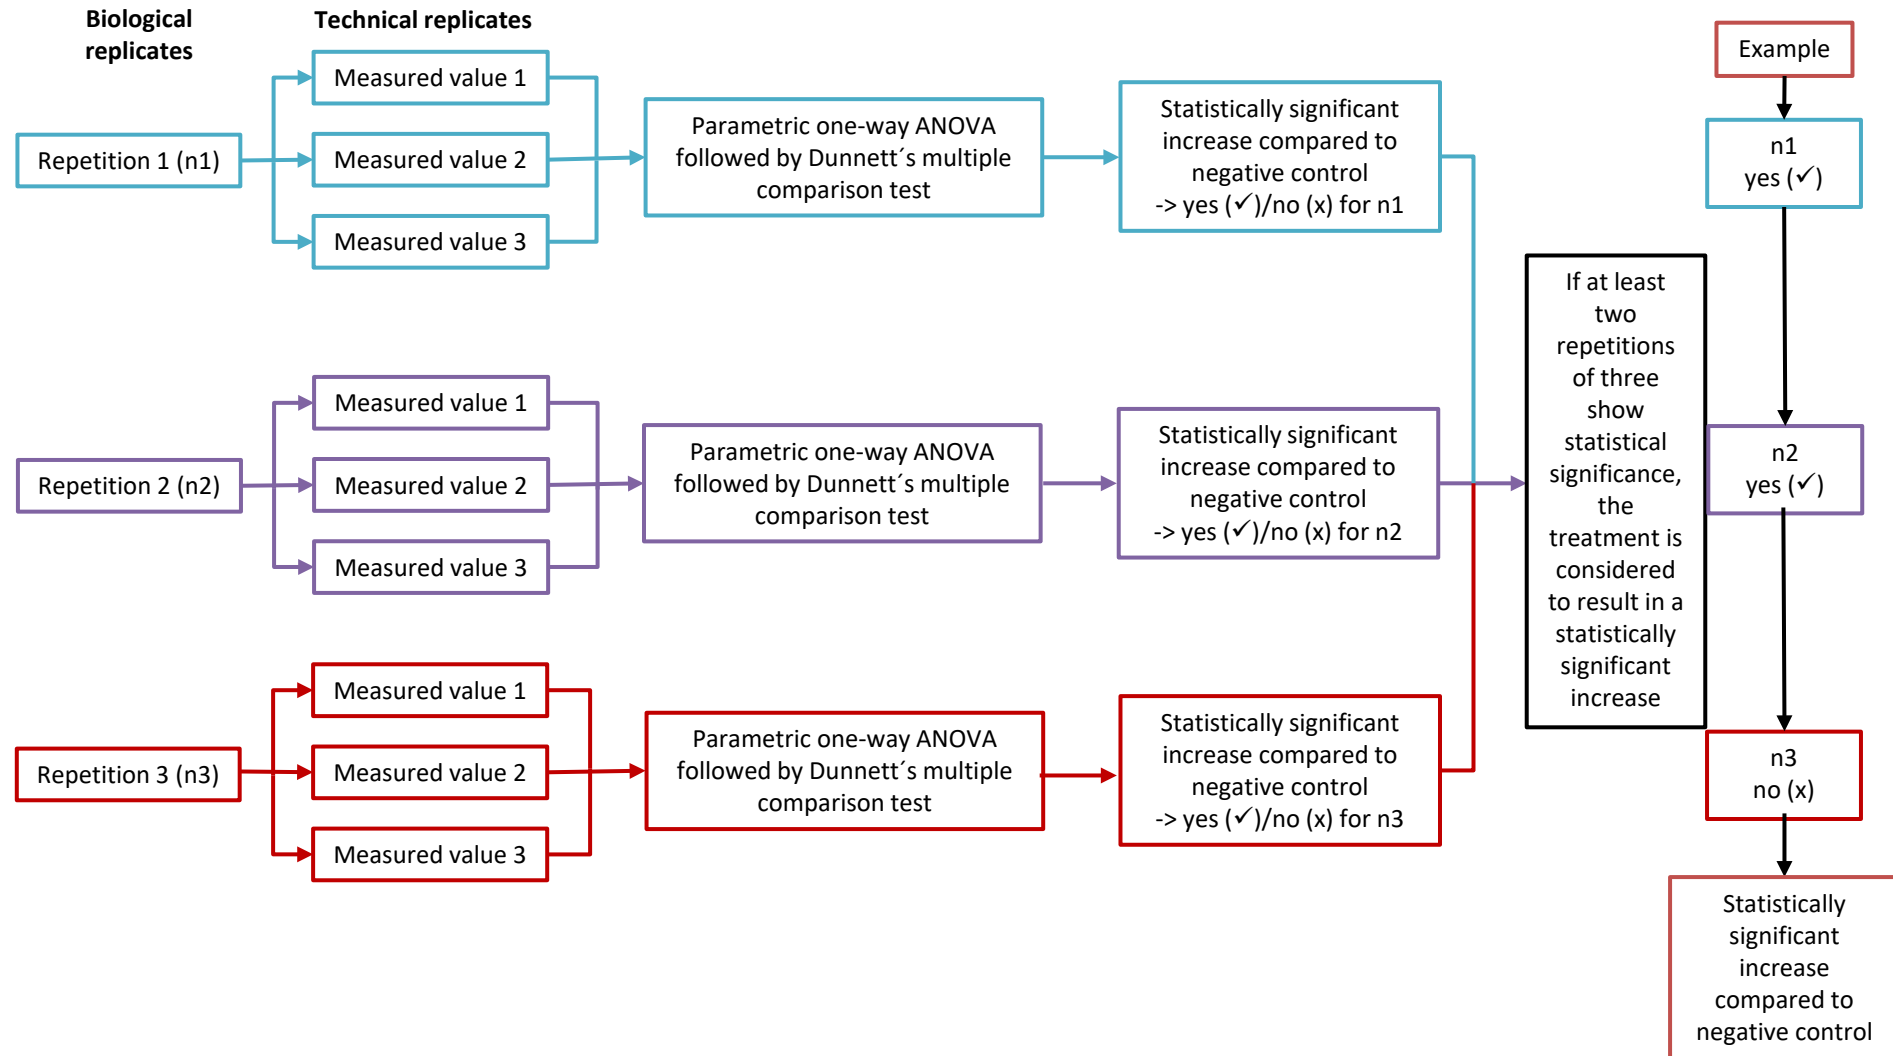 Biological
replicates
Technical replicates
Repetition 1 (n1)
Measured value 1
Measured value 2
Measured value 3
Parametric one-way ANOVA
followed by Dunnett´s multiple
comparison test
Statistically significant
increase compared to
negative control
-> yes (✓)/no (x) for n1
Repetition 2 (n2)
Measured value 1
Measured value 2
Measured value 3
Parametric one-way ANOVA
followed by Dunnett´s multiple
comparison test
Statistically significant
increase compared to
negative control
-> yes (✓)/no (x) for n2
Repetition 3 (n3)
Measured value 1
Measured value 2
Measured value 3
Parametric one-way ANOVA
followed by Dunnett´s multiple
comparison test
Statistically significant
increase compared to
negative control
-> yes (✓)/no (x) for n3
If at least
two
repetitions
of three
show
statistical
significance,
the
treatment is
considered
to result in a
statistically
significant
increase
Example
n1
yes (✓)
n2
yes (✓)
n3
no (x)
Statistically
significant
increase
compared to
negative control